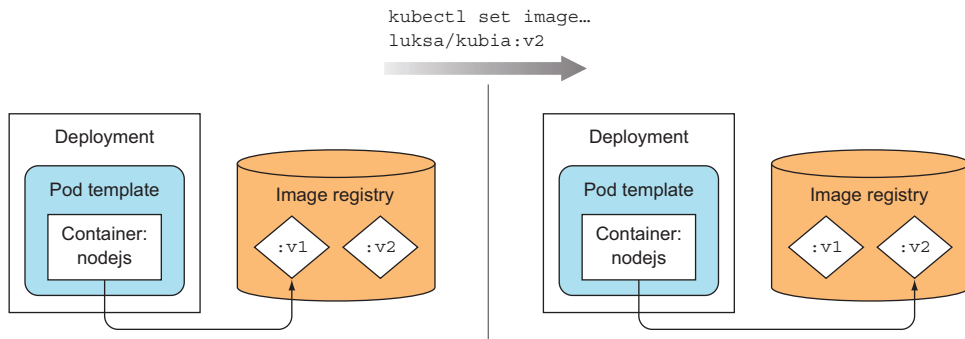 kubectl set image…
luksa/kubia:v2
Deployment
Pod template
Container:
nodejs
Image registry
:v1
:v2
Deployment
Pod template
Container:
nodejs
Image registry
:v1
:v2